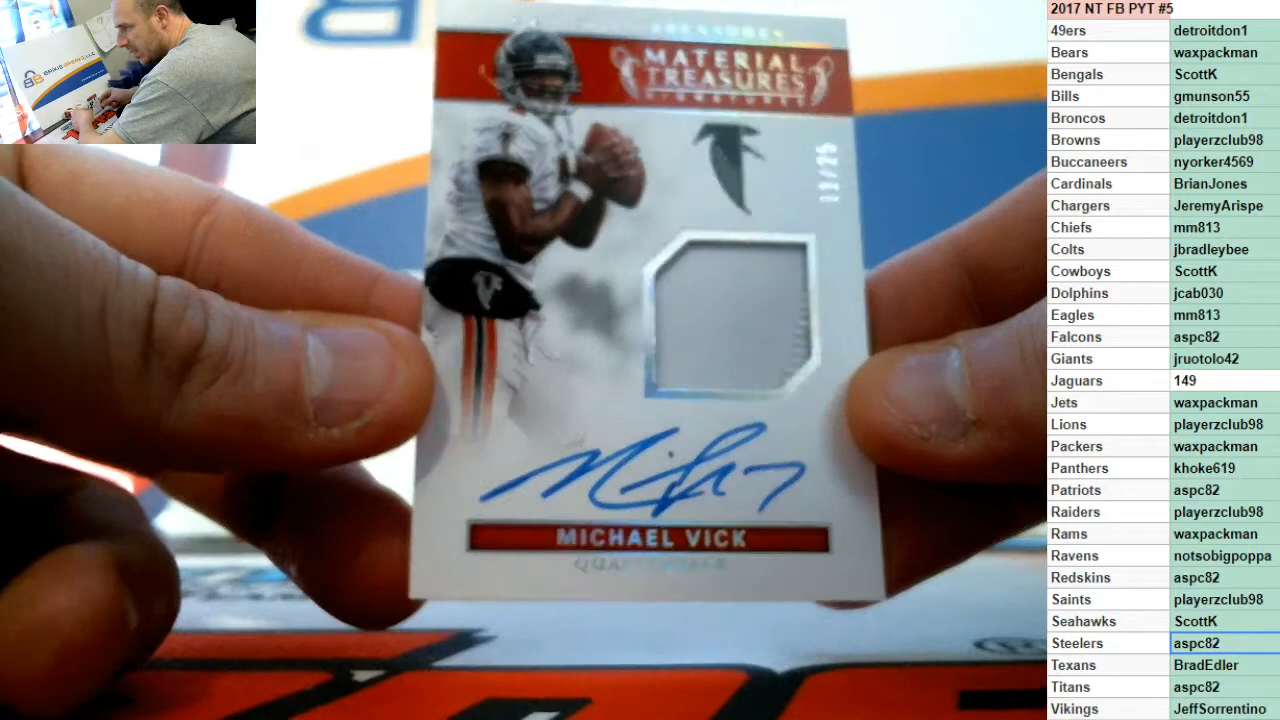 2017 NT FB PYT #5
49ers detroitdon1
Bears waxpackman
Bengals ScottK
Bills gmunson55
Broncos detroitdon1
Browns playerzclub98
Buccaneers nyorker4569
Cardinals BrianJones
Chargers JeremyArispe
Chiefs mm813
Colts jbradleybee
Cowboys ScottK
Dolphins jcab030
Eagles mm813
Falcons aspc82
Giants jruotolo42
Jaguars 149
Jets waxpackman
Lions playerzclub98
Packers waxpackman
Panthers khoke619
Patriots aspc82
Raiders playerzclub98
Rams waxpackman
Ravens notsobigpoppa
Redskins aspc82
Saints playerzclub98
Seahawks ScottK
Steelers aspc82
Texans BradEdler
Titans aspc82
Vikings JeffSorrentino
MATERIAL
TREASURES
SIGNATURES
11/25
MICHAEL VICK
QUARTERBACK